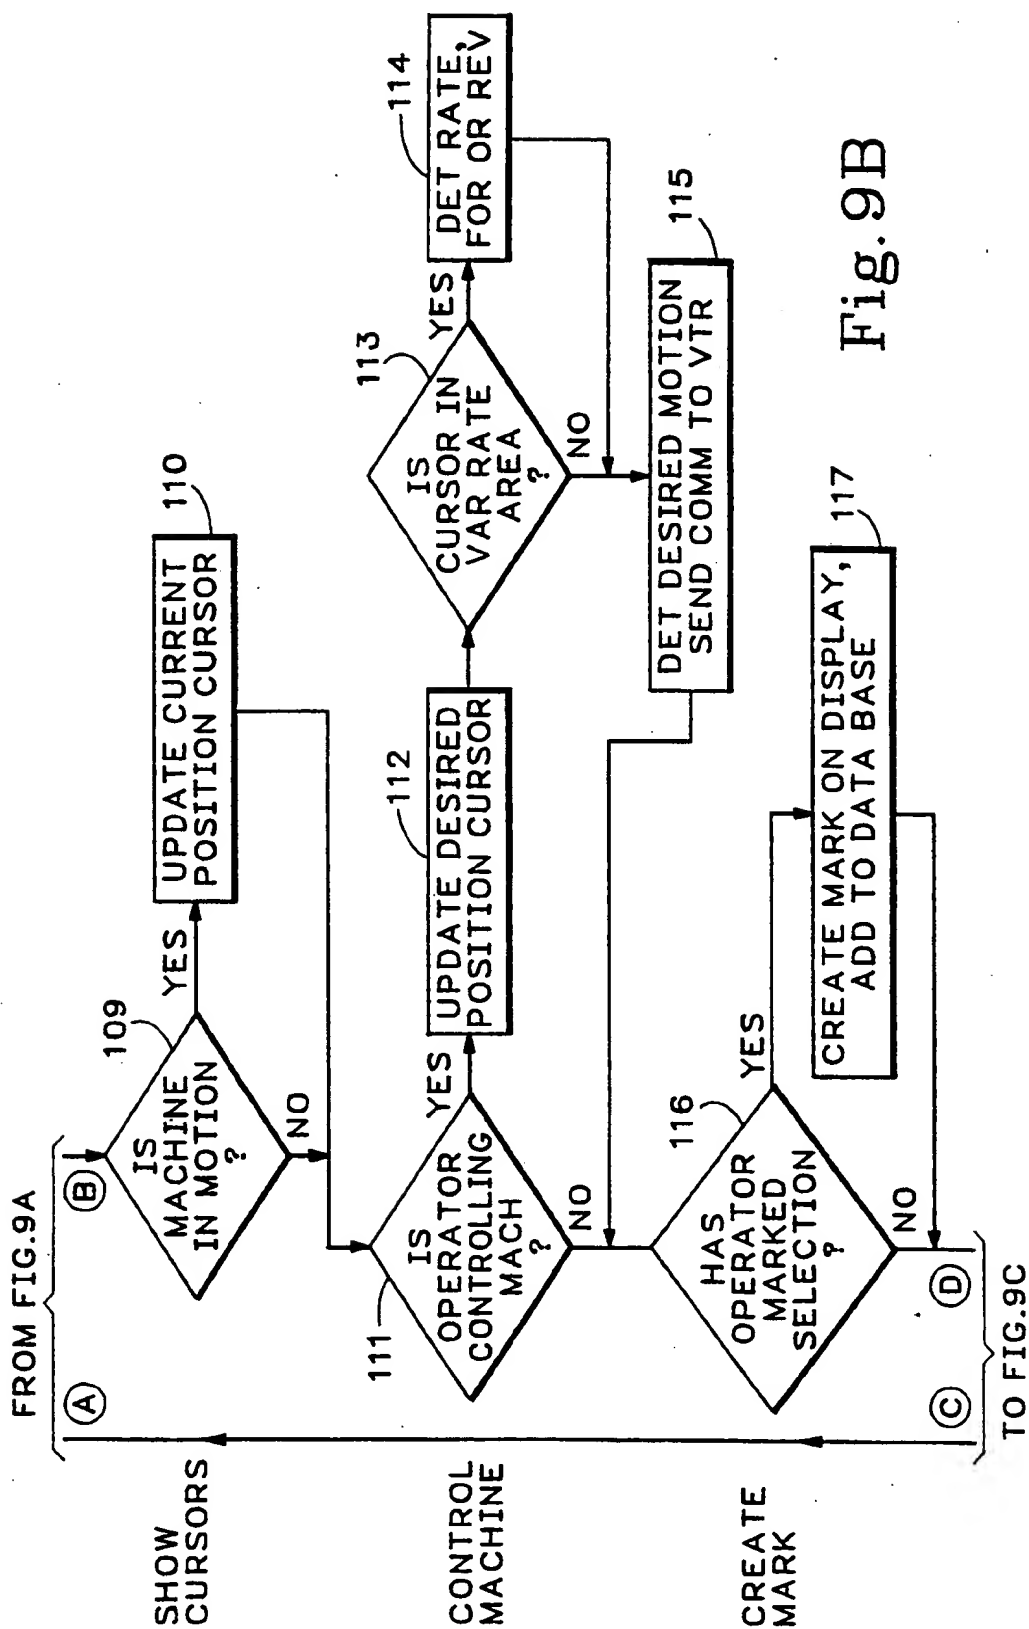 FROM FIG.9A
A
B
SHOW
CURSORS
109
IS
MACHINE
IN MOTION
?
YES
NO
110
UPDATE CURRENT
POSITION CURSOR
CONTROL
MACHINE
111
IS
OPERATOR
CONTROLLING
MACH
?
YES
NO
112
UPDATE DESIRED
POSITION CURSOR
113
IS
CURSOR IN
VAR RATE
AREA
?
YES
NO
114
DET RATE,
FOR OR REV
115
DET DESIRED MOTION
SEND COMM TO VTR
CREATE
MARK
116
HAS
OPERATOR
MARKED
SELECTION
?
YES
NO
117
CREATE MARK ON DISPLAY,
ADD TO DATA BASE
C
D
TO FIG.9C
Fig. 9B